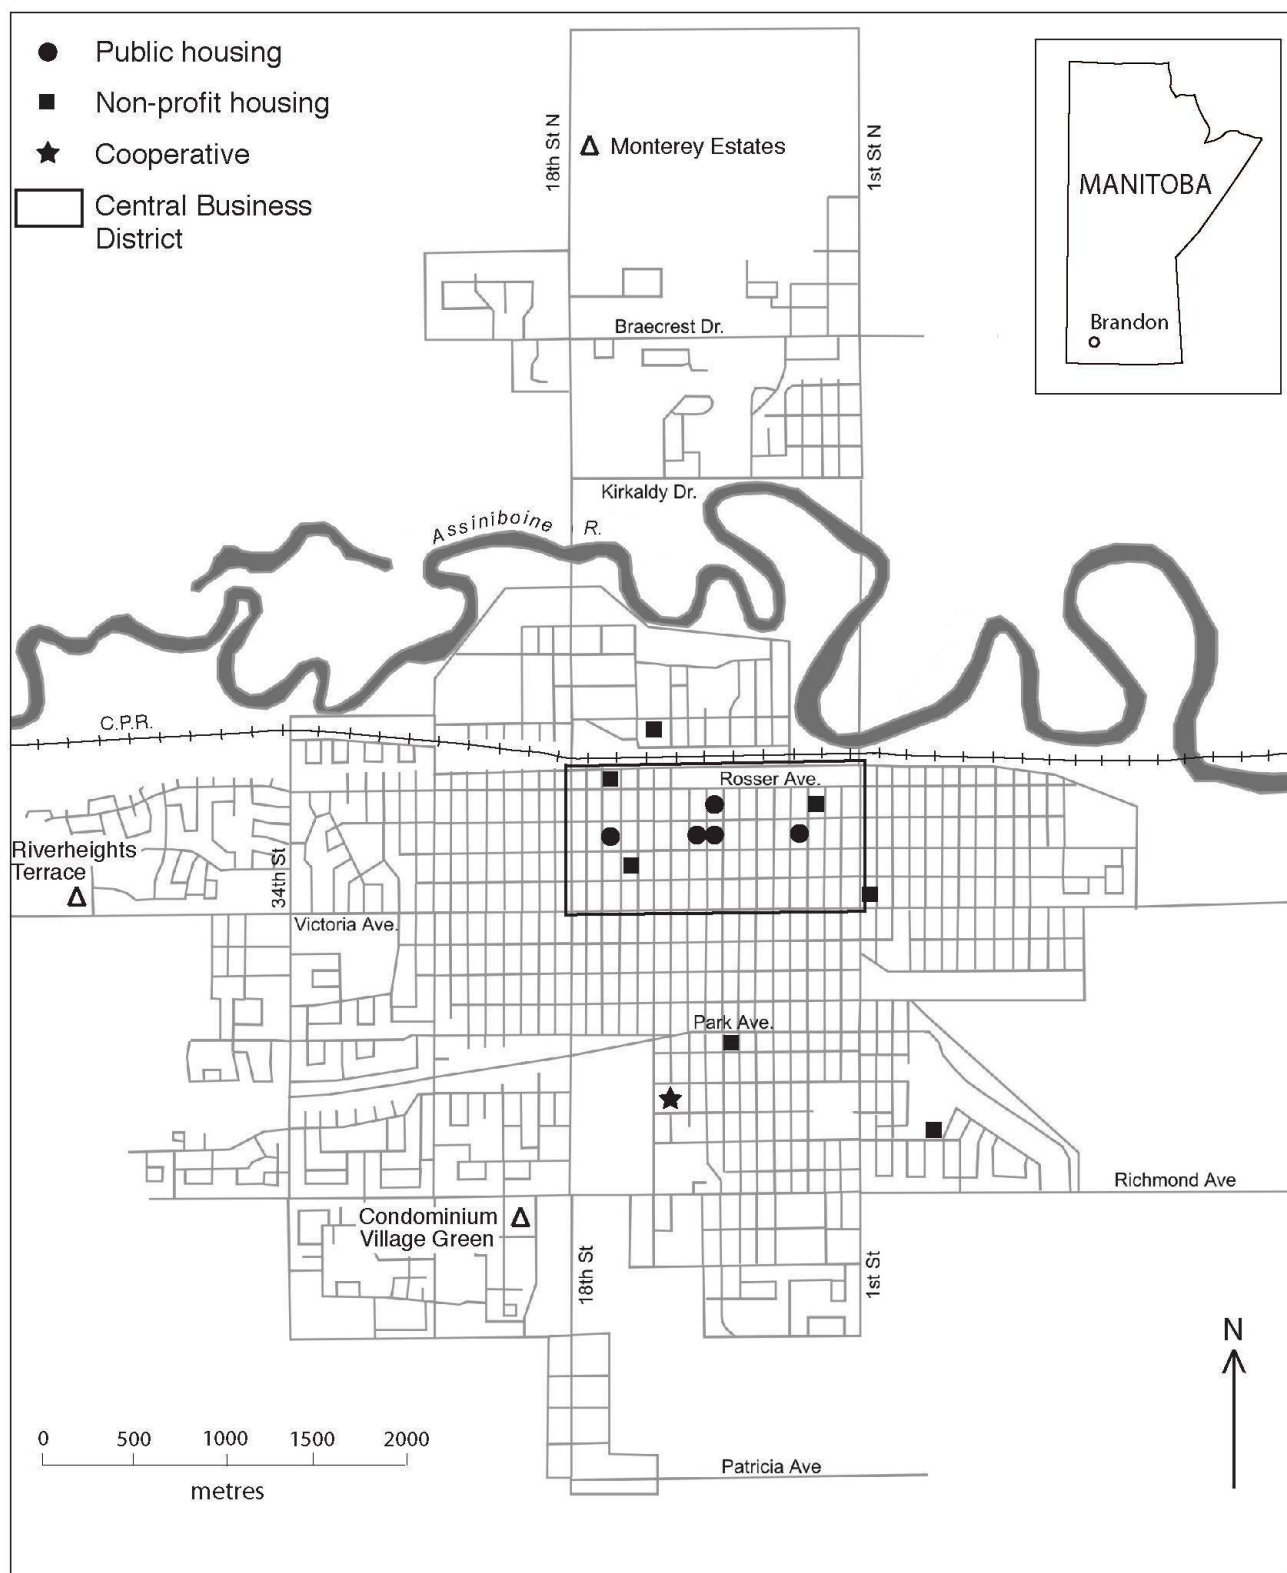 Public housing
Non-profit housing
Cooperative
Central Business
District
18th St N
Monterey Estates
1st St N
MANITOBA
Brandon
Braecrest Dr.
Kirkaldy Dr.
Assiniboine R.
C.P.R.
Rosser Ave.
Riverheights
Terrace
34th St
Victoria Ave.
Park Ave.
Richmond Ave
Condominium
Village Green
18th St
1st St
N
0 500 1000 1500 2000
metres
Patricia Ave